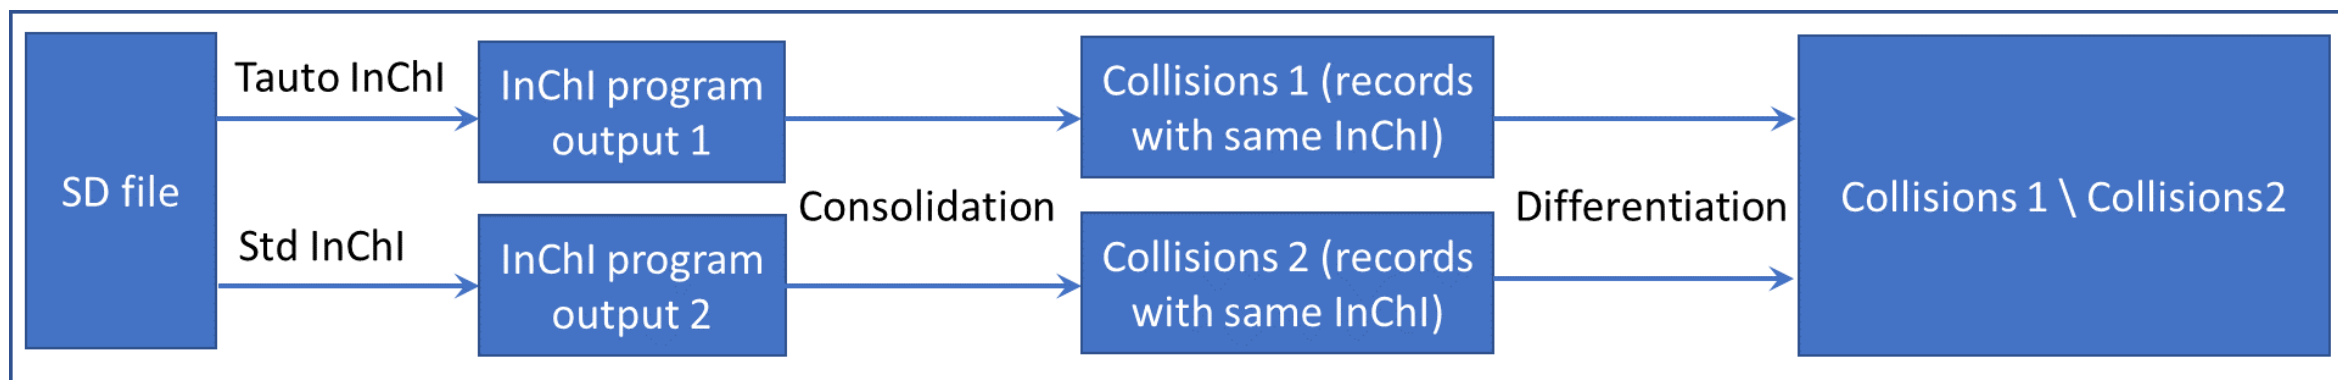 SD file
Tauto InChI
Std InChI
InChI program
output 1
InChI program
output 2
Consolidation
Collisions 1 (records
with same InChI)
Collisions 2 (records
with same InChI)
Differentiation
Collisions 1 \ Collisions2